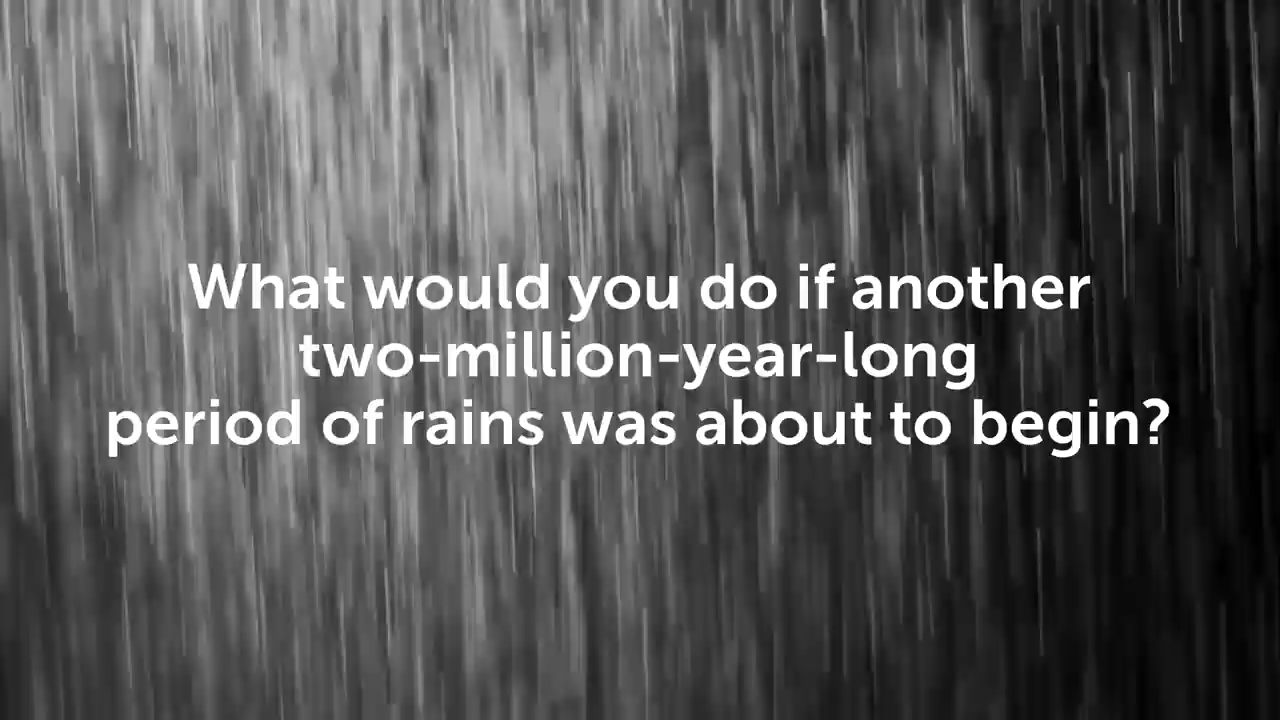 What would you do if another
two-million-year-long
period of rains was about to begin?